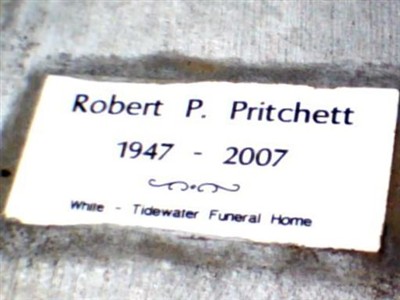 Robert P. Pritchett
1947 - 2007
White - Tidewater Funeral Home